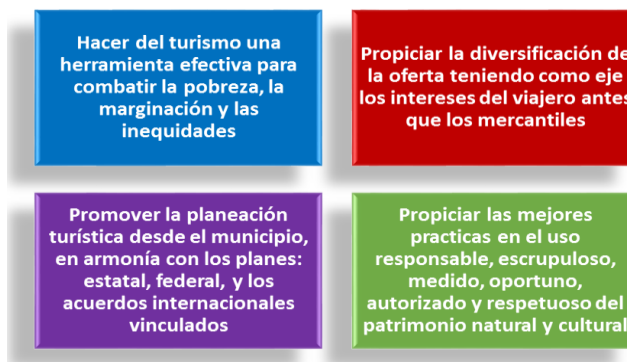 Hacer del turismo una
herramienta efectiva para
combatir la pobreza, la
marginación y las
inequidades
Propiciar la diversificación de
la oferta teniendo como eje
los intereses del viajero antes
que los mercantiles
Promover la planeación
turística desde el municipio,
en armonía con los planes:
estatal, federal, y los
acuerdos internacionales
vinculados
Propiciar las mejores
practicas en el uso
responsable, escrupuloso,
medido, oportuno,
autorizado y respetuoso del
patrimonio natural y cultural